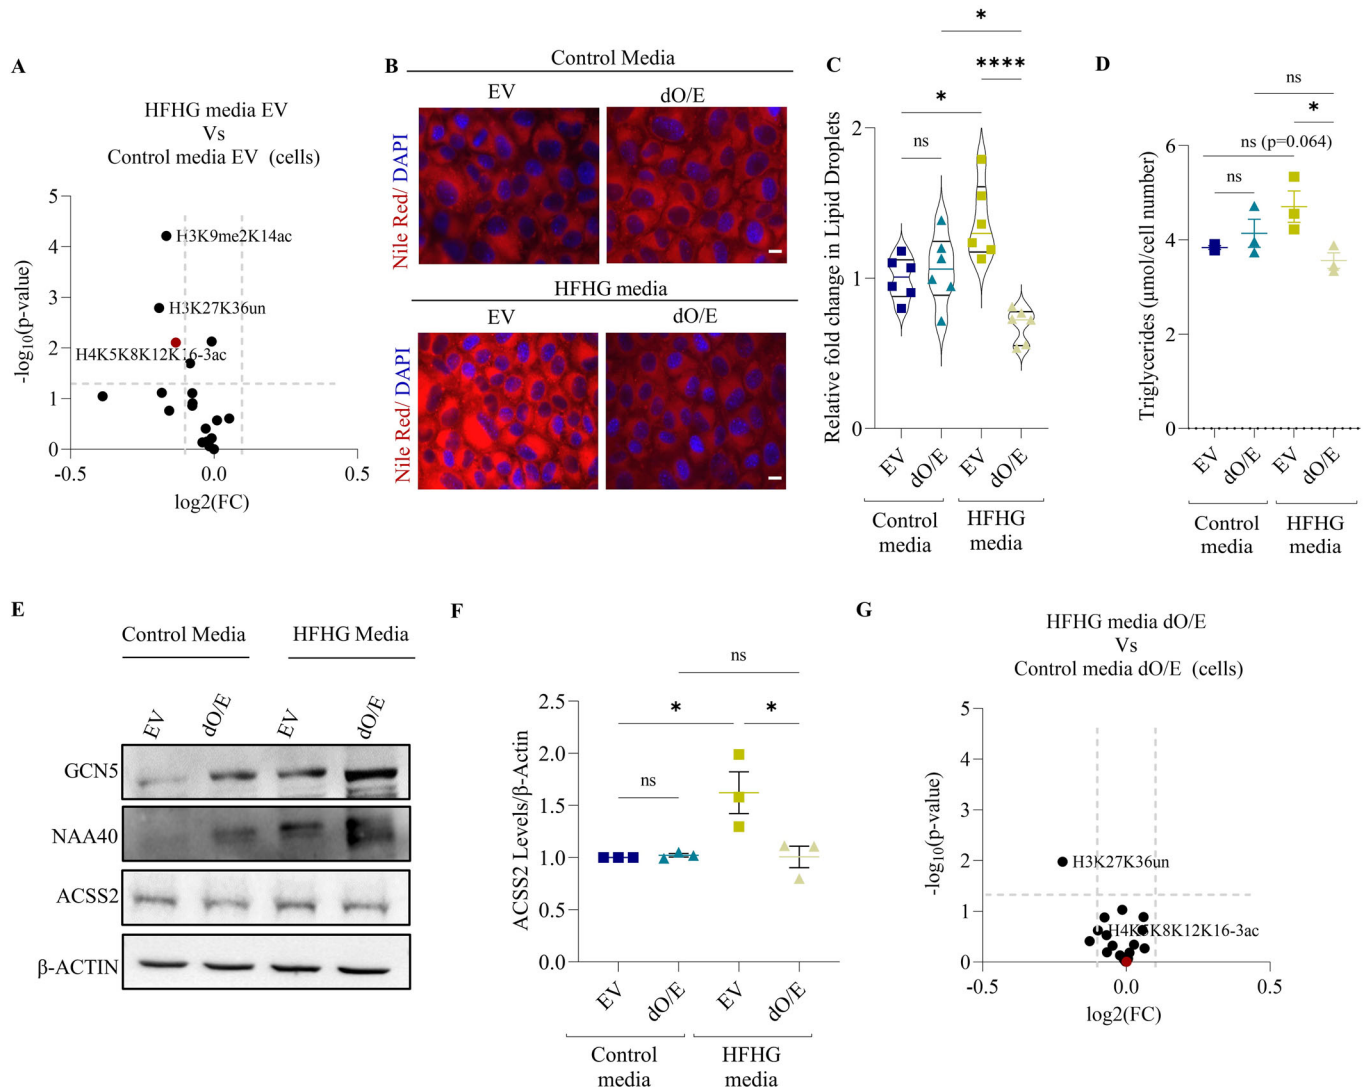 A
HFHG media EV
Vs
Control media EV (cells)
-log10(p-value)
5
4
3
2
1
0
H3K9me2K14ac
H3K27K36un
H4K5K8K12K16-3ac
-0.5
0.0
0.5
log2(FC)
B
Control Media
EV
dO/E
Nile Red/ DAPI
HFHG media
EV
dO/E
Nile Red/ DAPI
C
Relative fold change in Lipid Droplets
*
****
*
ns
2
1
0
EV
dO/E
EV
dO/E
Control
media
HFHG
media
D
Triglycerides (μmol/cell number)
ns
*
ns (p=0.064)
ns
6
4
2
0
EV
dO/E
EV
dO/E
Control
media
HFHG
media
E
Control Media
HFHG Media
EV
dO/E
EV
dO/E
GCN5
NAA40
ACSS2
β-ACTIN
F
ACSS2 Levels/β-Actin
ns
*
*
ns
2.5
2.0
1.5
1.0
0.5
0.0
EV
dO/E
EV
dO/E
Control
media
HFHG
media
G
HFHG media dO/E
Vs
Control media dO/E (cells)
-log10(p-value)
5
4
3
2
1
0
H3K27K36un
H4K5K8K12K16-3ac
-0.5
0.0
0.5
log2(FC)